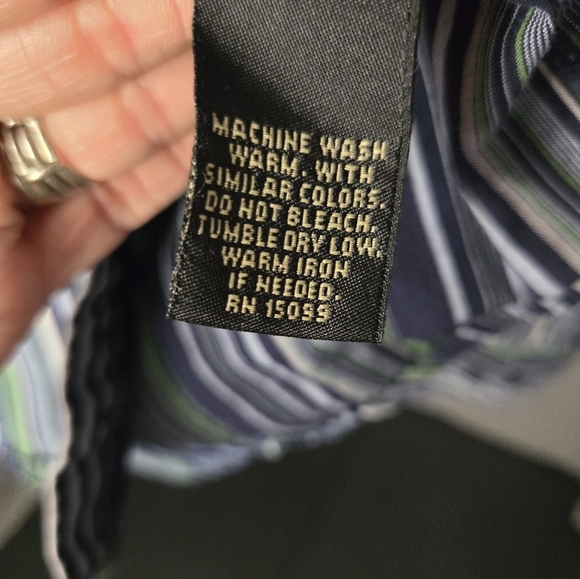 MACHINE WASH
WARM. WITH
SIMILAR COLORS.
DO NOT BLEACH.
TUMBLE DRY LOW.
WARM IRON
IF NEEDED.
RN 15099